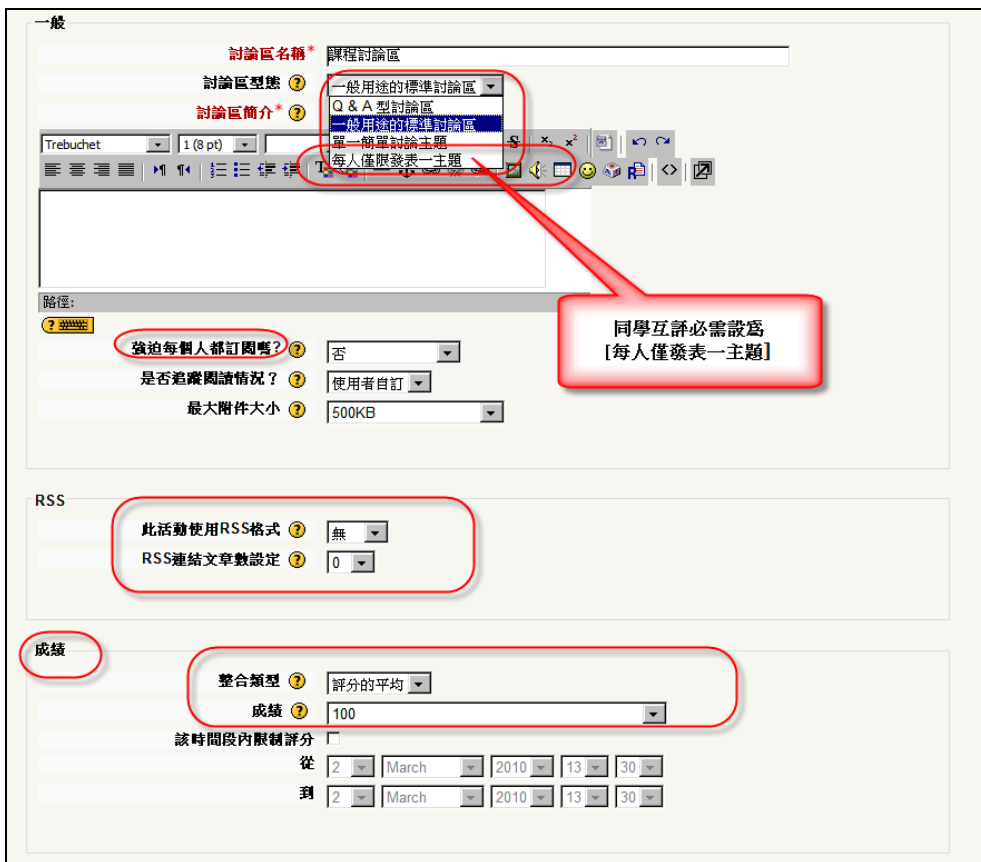 一般
討論區名稱* 課程討論區
討論區型態 一般用途的標準討論區
Q & A 型討論區
一般用途的標準討論區
討論區簡介*
單一簡單討論主題
Trebuchet 1 (8 pt)
每人僅限發表一主題
路徑:
同學互評必需設為
[每人僅發表一主題]
強迫每個人都訂閱嗎? 否
是否追蹤閱讀情況？ 使用者自訂
最大附件大小 500KB
RSS
此活動使用RSS格式 無
RSS連結文章數設定 0
成績
整合類型 評分的平均
成績 100
該時間段內限制評分
從 2 March 2010 13 30
到 2 March 2010 13 30